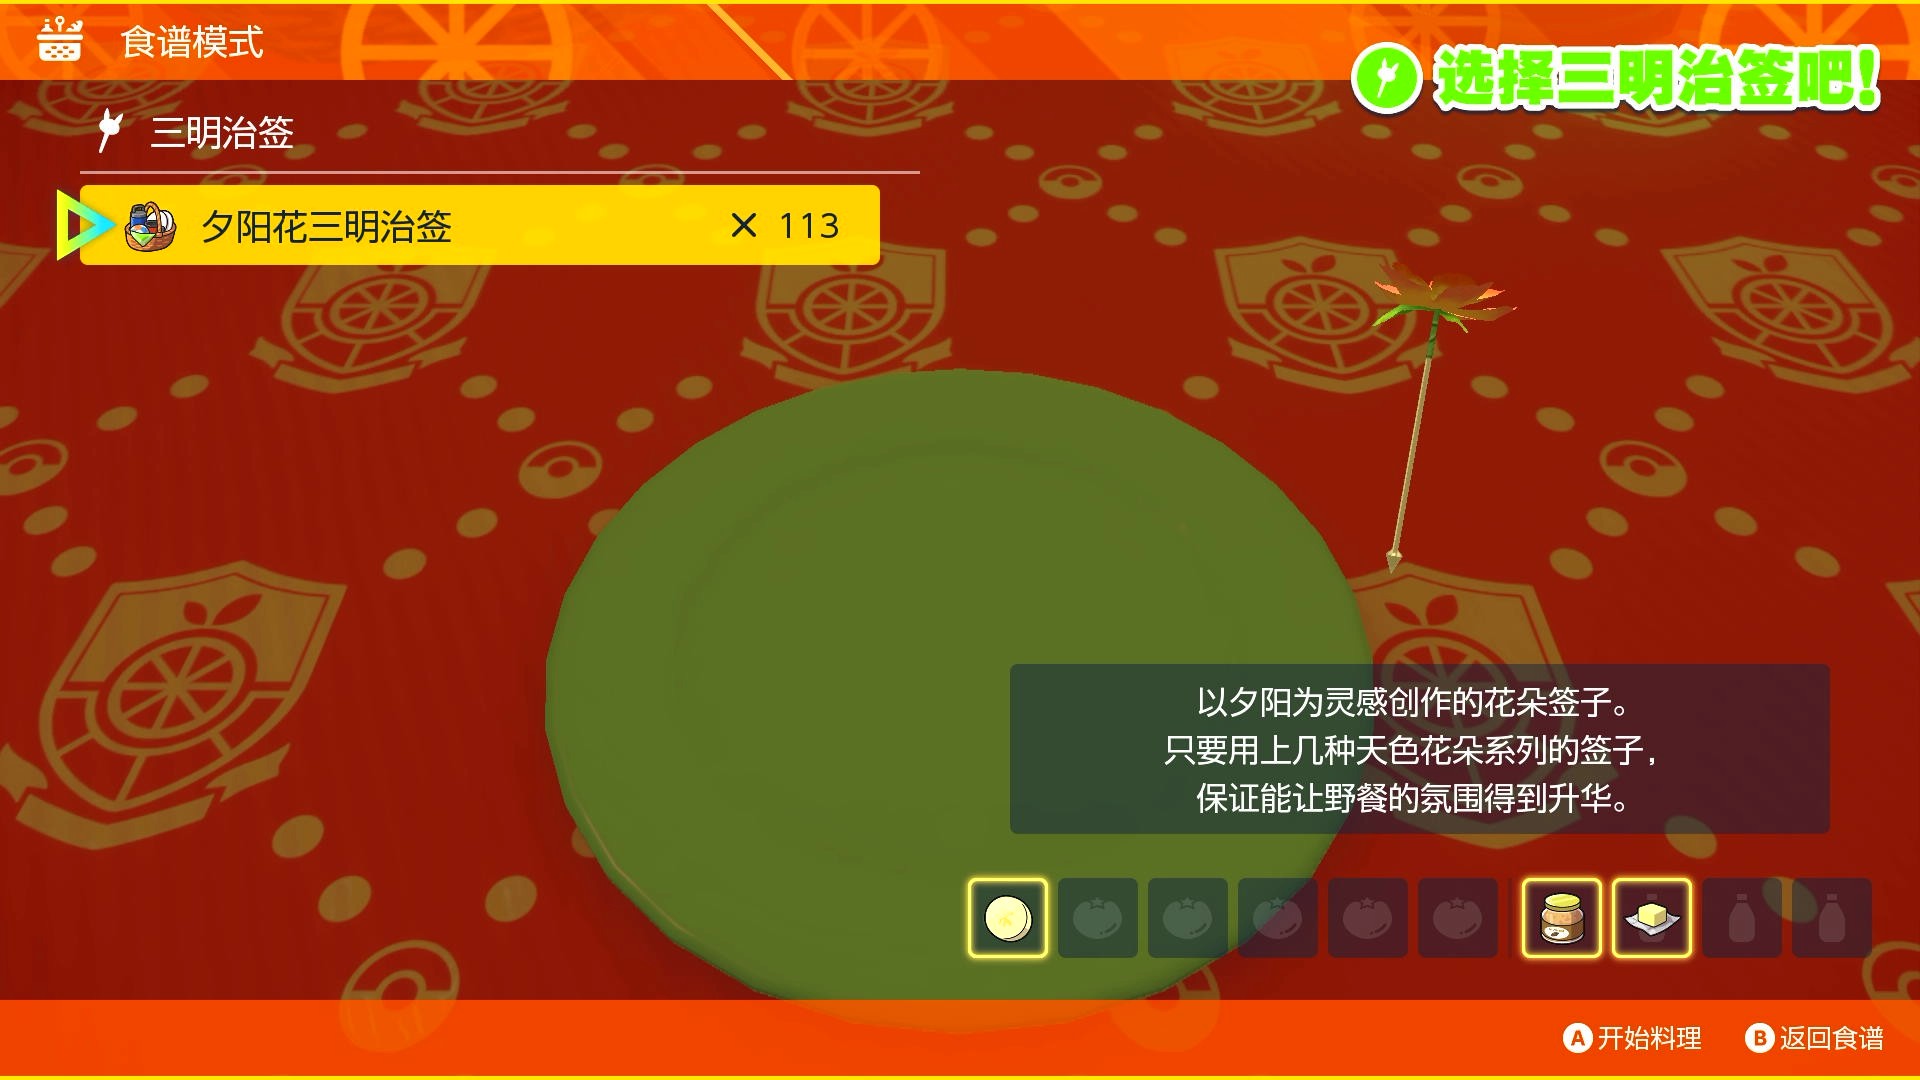 食谱模式
选择三明治签吧！
三明治签
夕阳花三明治签 × 113
以夕阳为灵感创作的花朵签子。
只要用上几种天色花朵系列的签子，
保证能让野餐的氛围得到升华。
A 开始料理 B 返回食谱